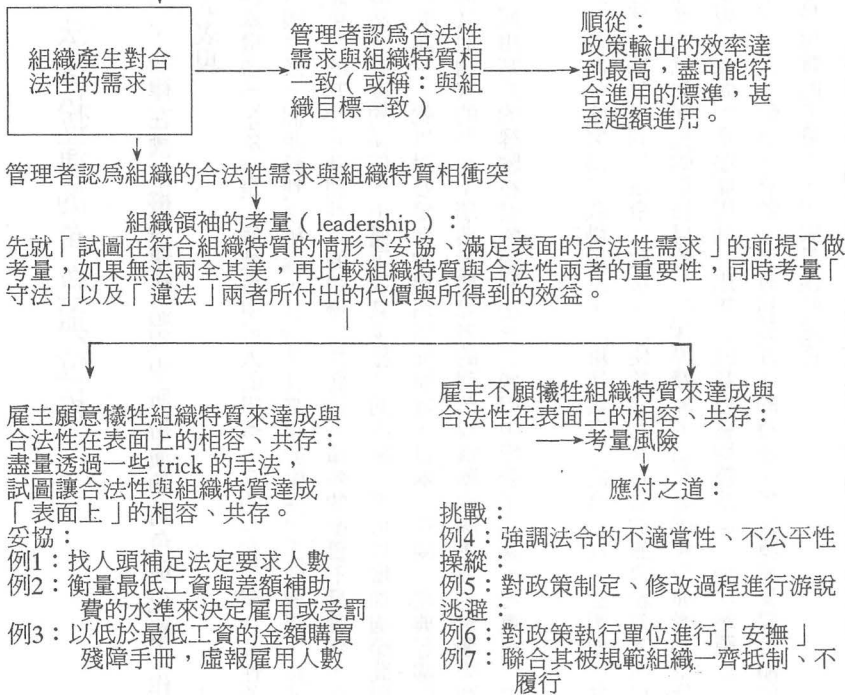 組織產生對合
法性的需求
管理者認爲合法性
需求與組織特質相
一致（或稱：與組
織目標一致）
順從：
政策輸出的效率達
到最高，盡可能符
合進用的標準，甚
至超額進用。
管理者認爲組織的合法性需求與組織特質相衝突
組織領袖的考量（leadership）：
先就「試圖在符合組織特質的情形下妥協、滿足表面的合法性需求」的前提下做
考量，如果無法兩全其美，再比較組織特質與合法性兩者的重要性，同時考量「
守法」以及「違法」兩者所付出的代價與所得到的效益。
雇主願意犧牲組織特質來達成與
合法性在表面上的相容、共存：
盡量透過一些 trick 的手法，
試圖讓合法性與組織特質達成
「表面上」的相容、共存。
妥協：
例1：找人頭補足法定要求人數
例2：衡量最低工資與差額補助
費的水準來決定雇用或受罰
例3：以低於最低工資的金額購買
殘障手冊，虛報雇用人數
雇主不願犧牲組織特質來達成與
合法性在表面上的相容、共存：
→考量風險
應付之道：
挑戰：
例4：強調法令的不適當性、不公平性
操縱：
例5：對政策制定、修改過程進行游說
逃避：
例6：對政策執行單位進行「安撫」
例7：聯合其被規範組織一齊抵制、不
履行